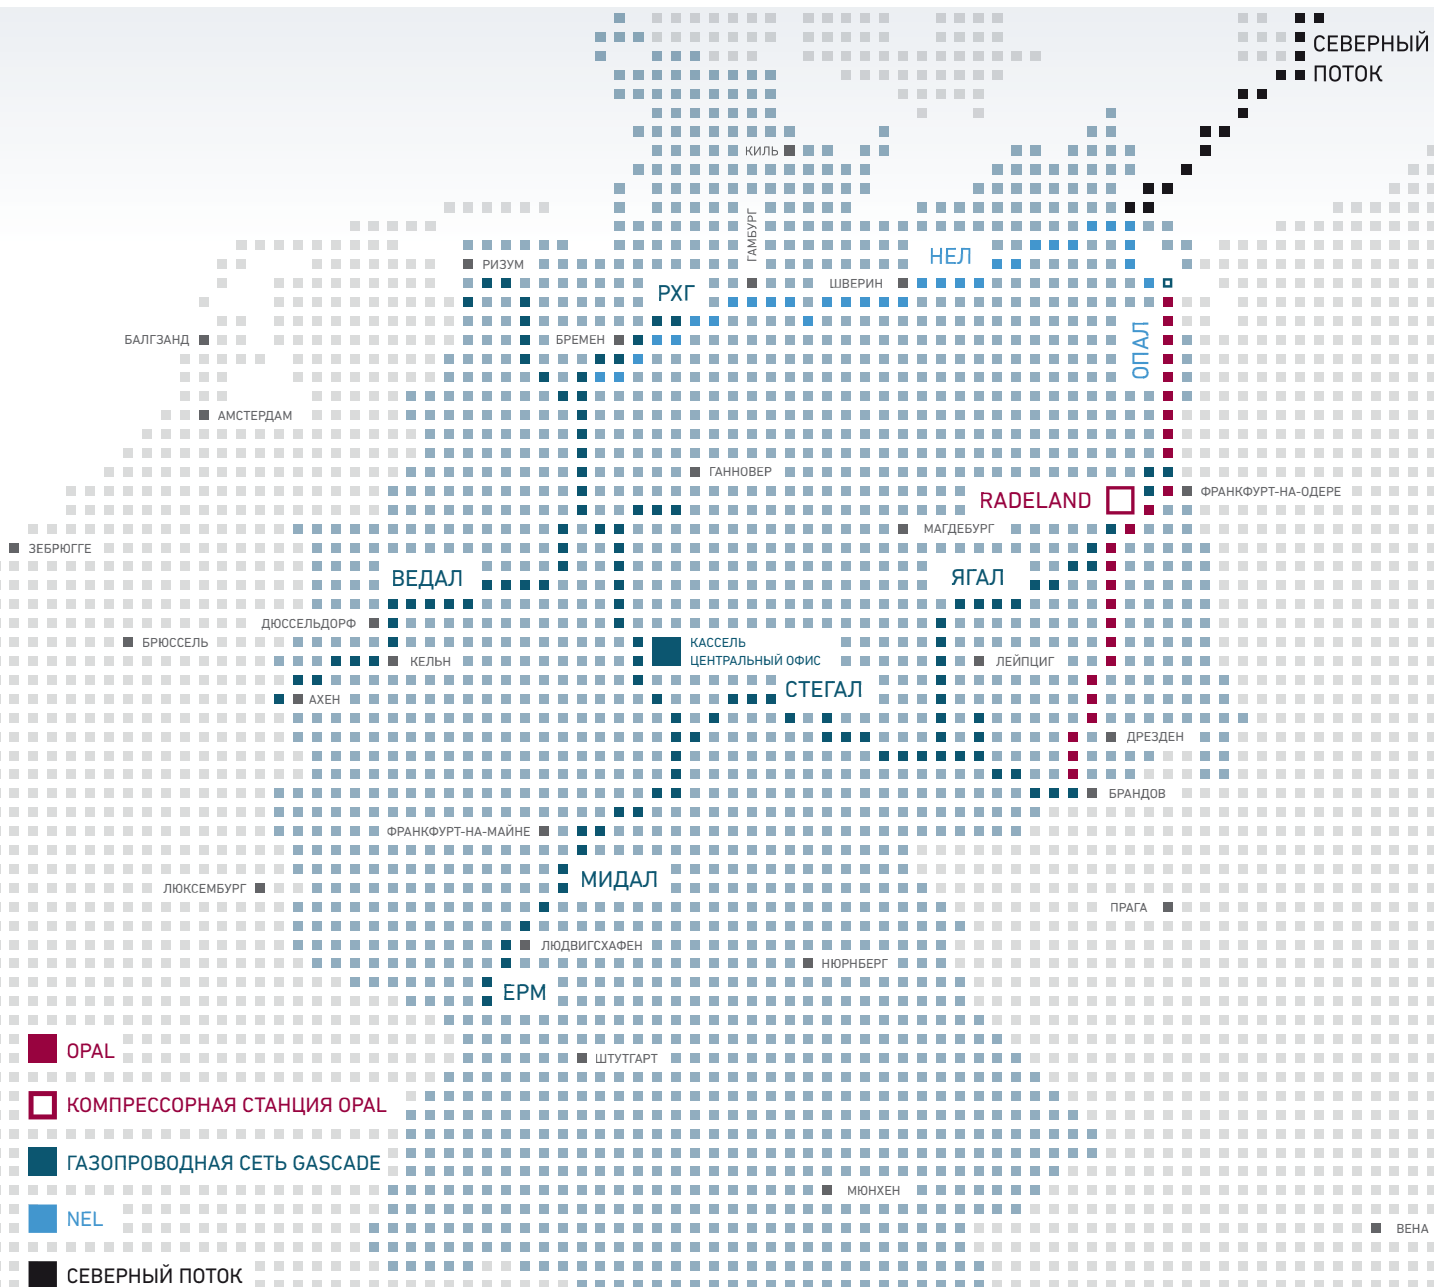 СЕВЕРНЫЙ
ПОТОК
КИЛЬ
ГАМБУРГ
НЕЛ
РИЗУМ
ШВЕРИН
РХГ
БАЛГЗАНД
БРЕМЕН
ОПАЛ
АМСТЕРДАМ
ГАННОВЕР
ФРАНКФУРТ-НА-ОДЕРЕ
RADELAND
МАГДЕБУРГ
ЗЕБРЮГГЕ
ВЕДАЛ
ЯГАЛ
ДЮССЕЛЬДОРФ
БРЮССЕЛЬ
КАССЕЛЬ
ЦЕНТРАЛЬНЫЙ ОФИС
КЕЛЬН
ЛЕЙПЦИГ
СТЕГАЛ
АХЕН
ДРЕЗДЕН
БРАНДОВ
ФРАНКФУРТ-НА-МАЙНЕ
МИДАЛ
ЛЮКСЕМБУРГ
ПРАГА
ЛЮДВИГСХАФЕН
НЮРНБЕРГ
ЕРМ
ШТУТГАРТ
OPAL
КОМПРЕССОРНАЯ СТАНЦИЯ OPAL
ГАЗОПРОВОДНАЯ СЕТЬ GASCADE
МЮНХЕН
NEL
ВЕНА
СЕВЕРНЫЙ ПОТОК